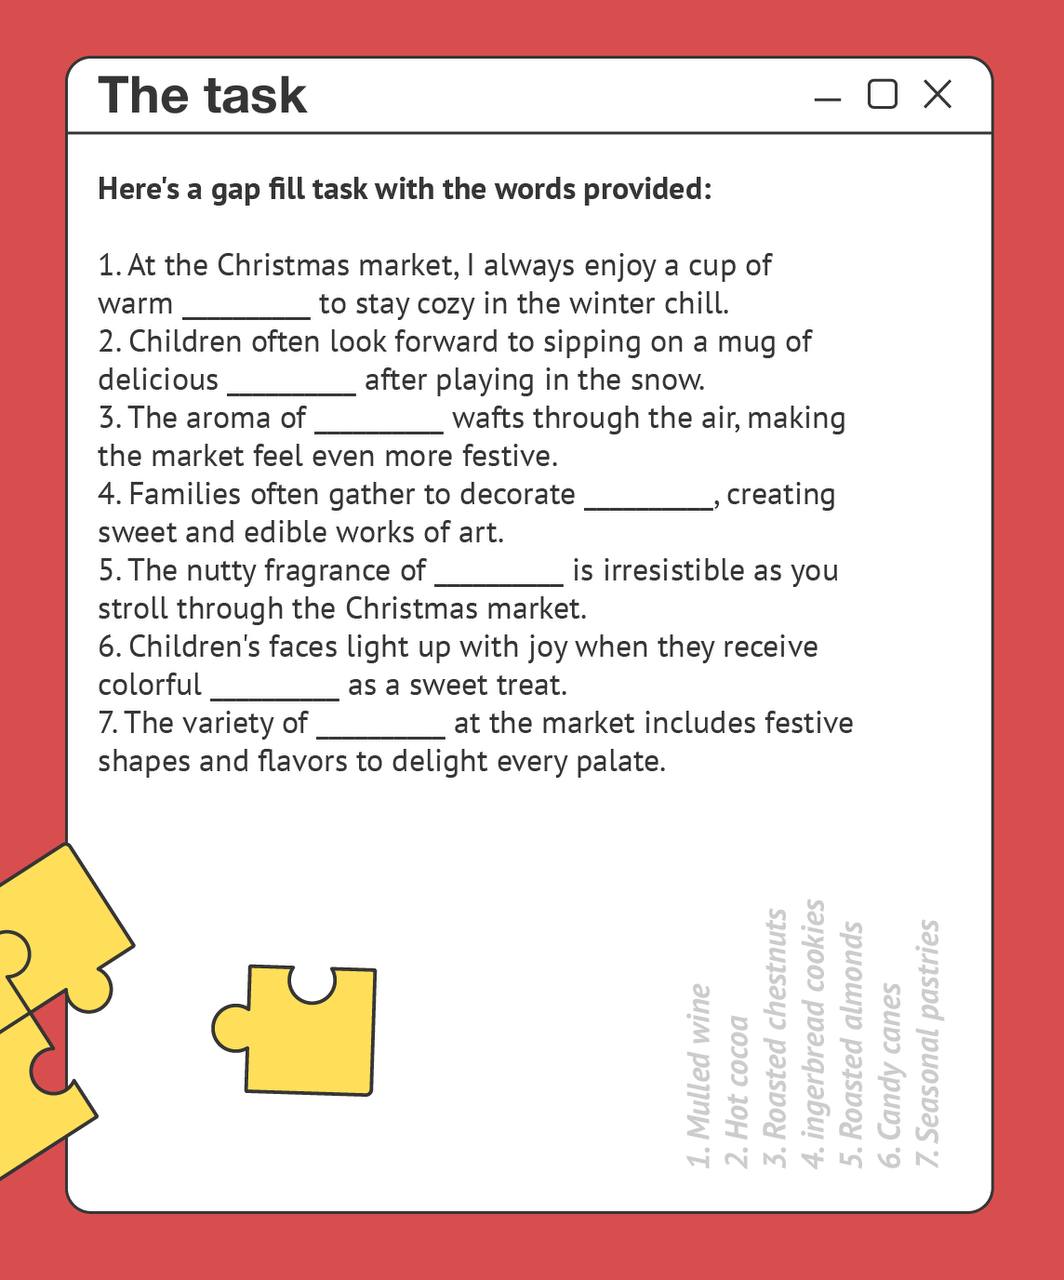 The task
Here's a gap fill task with the words provided:
1. At the Christmas market, I always enjoy a cup of
warm __________ to stay cozy in the winter chill.
2. Children often look forward to sipping on a mug of
delicious __________ after playing in the snow.
3. The aroma of __________ wafts through the air, making
the market feel even more festive.
4. Families often gather to decorate __________, creating
sweet and edible works of art.
5. The nutty fragrance of __________ is irresistible as you
stroll through the Christmas market.
6. Children's faces light up with joy when they receive
colorful __________ as a sweet treat.
7. The variety of __________ at the market includes festive
shapes and flavors to delight every palate.
1. Mulled wine
2. Hot cocoa
3. Roasted chestnuts
4. ingerbread cookies
5. Roasted almonds
6. Candy canes
7. Seasonal pastries